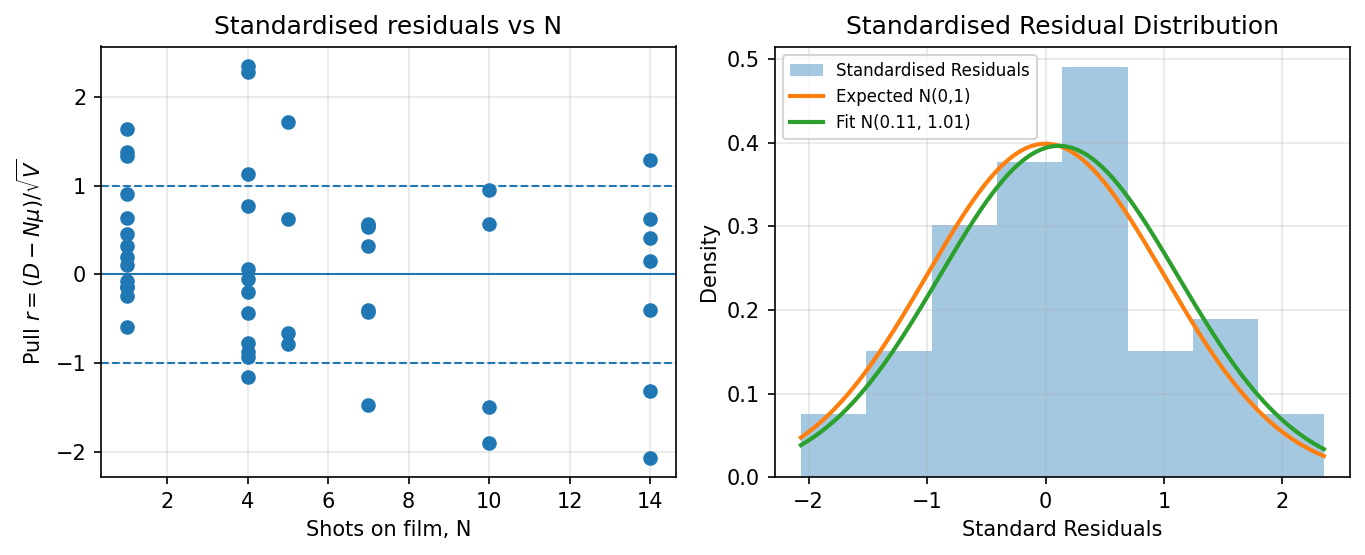 Standardised residuals vs N
Pull r = (D − Nμ)/√V
2
1
0
−1
−2
2
4
6
8
10
12
14
Shots on film, N
Standardised Residual Distribution
Standardised Residuals
Expected N(0,1)
Fit N(0.11, 1.01)
Density
0.5
0.4
0.3
0.2
0.1
0.0
−2
−1
0
1
2
Standard Residuals